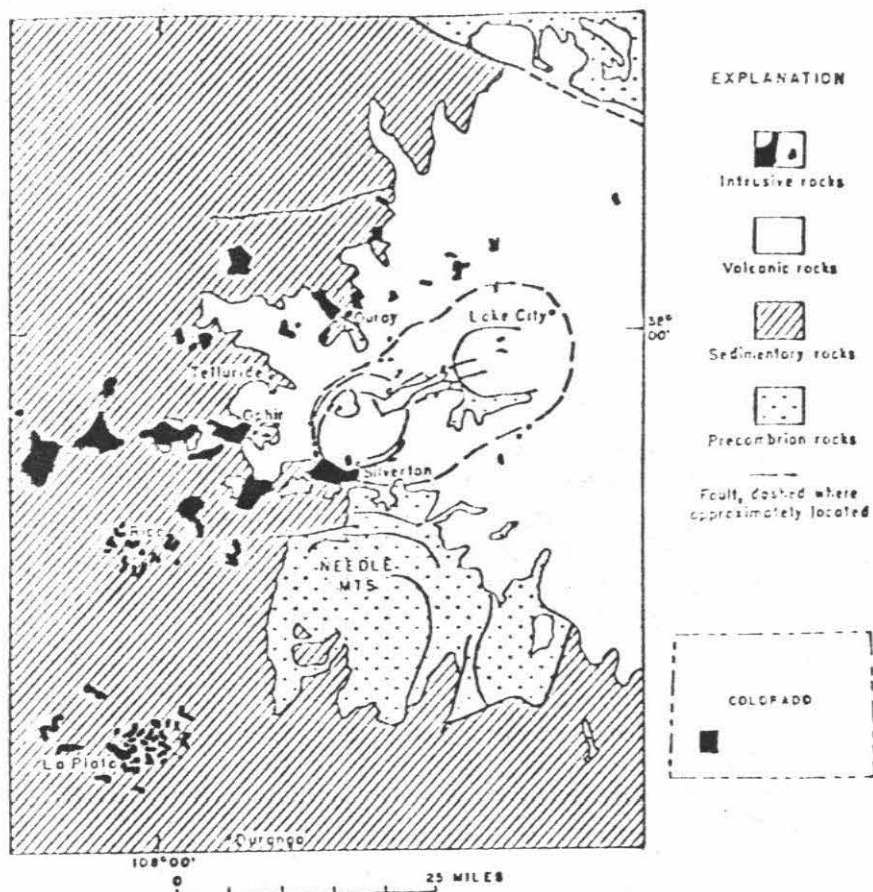 EXPLANATION
Intrusive rocks
Volcanic rocks
Sedimentary rocks
Precambrian rocks
Fault, dashed where
approximately located
COLORADO
Ouray
Lake City
38°
00'
Telluride
Ophir
Silverton
Rico
NEEDLE
MTS
La Plata
Durango
108°00'
0
25 MILES